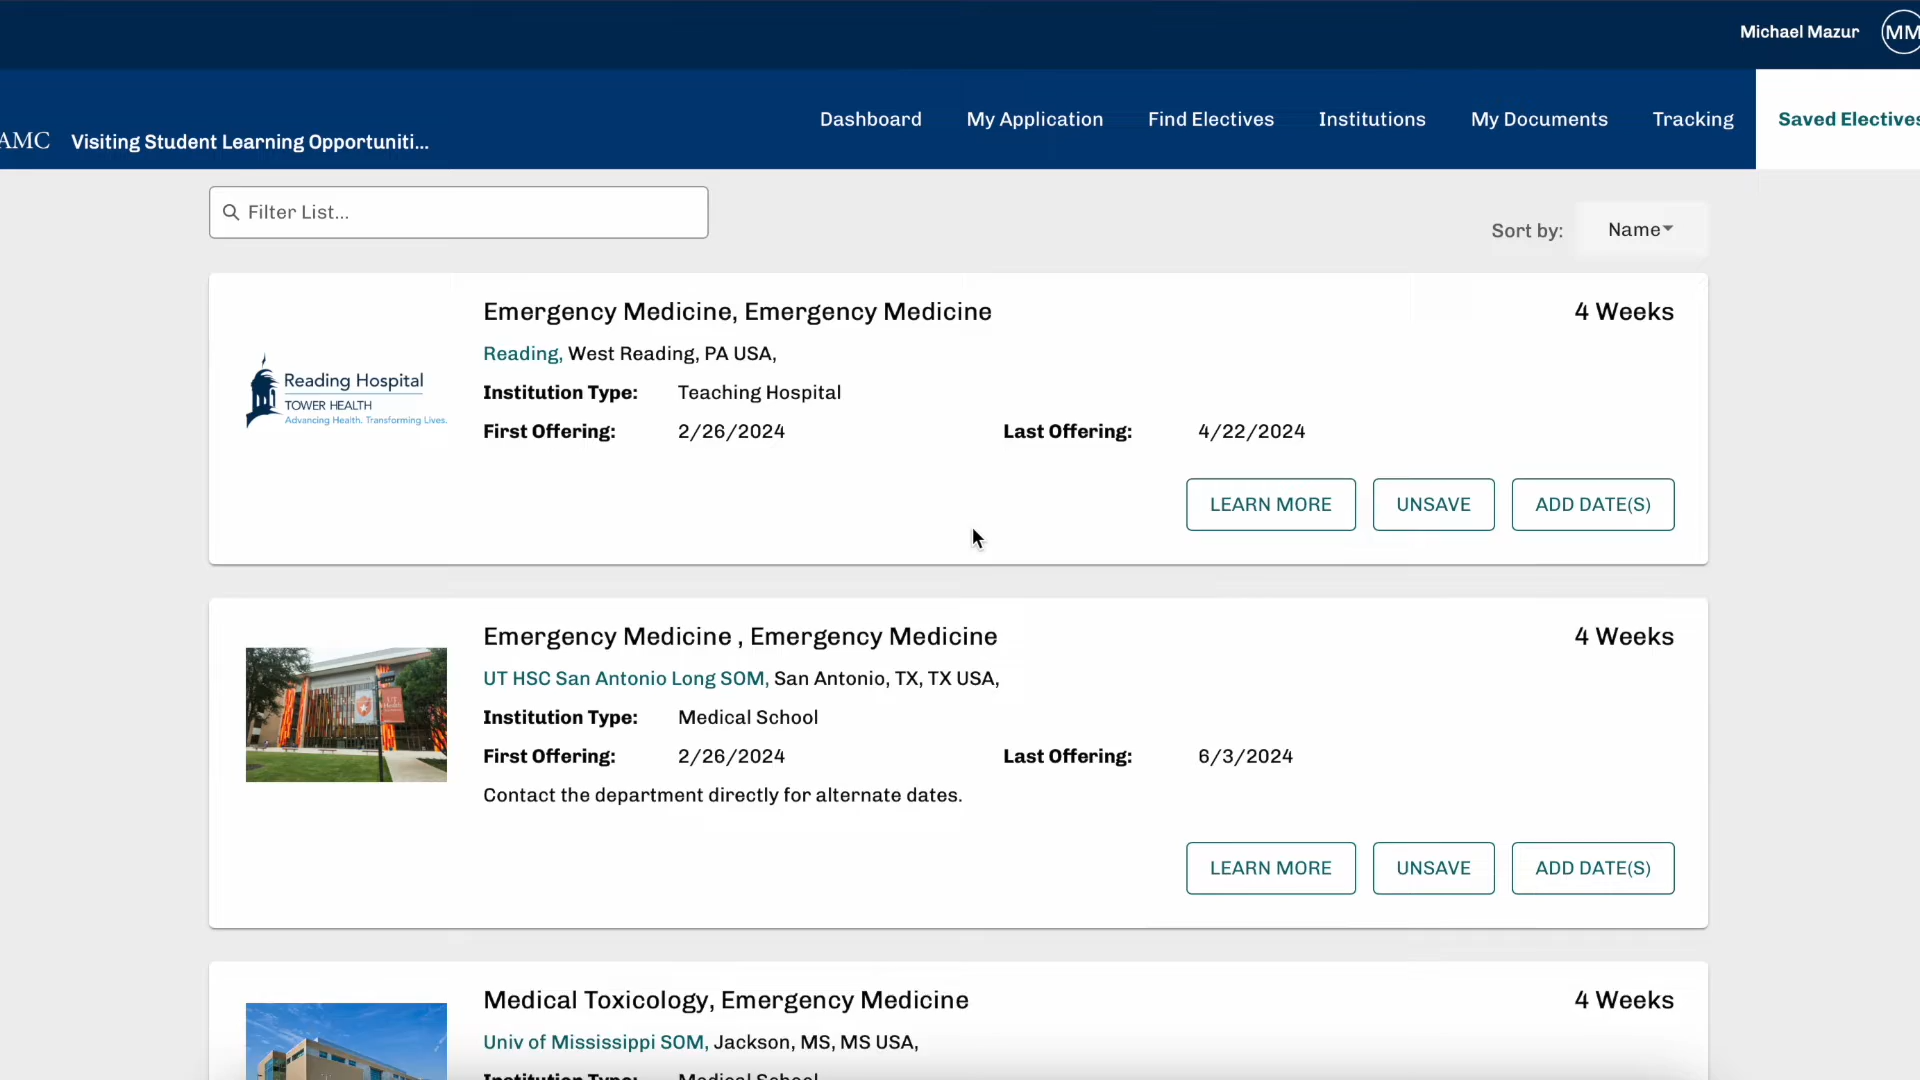 Michael Mazur
MM
AMC
Visiting Student Learning Opportuniti...
Dashboard
My Application
Find Electives
Institutions
My Documents
Tracking
Saved Electives
Filter List...
Sort by:
Name
Emergency Medicine, Emergency Medicine
4 Weeks
Reading, West Reading, PA USA,
Reading Hospital
TOWER HEALTH
Advancing Health. Transforming Lives.
Institution Type: Teaching Hospital
First Offering: 2/26/2024 Last Offering: 4/22/2024
LEARN MORE
UNSAVE
ADD DATE(S)
Emergency Medicine , Emergency Medicine
4 Weeks
UT HSC San Antonio Long SOM, San Antonio, TX, TX USA,
Institution Type: Medical School
First Offering: 2/26/2024 Last Offering: 6/3/2024
Contact the department directly for alternate dates.
LEARN MORE
UNSAVE
ADD DATE(S)
Medical Toxicology, Emergency Medicine
4 Weeks
Univ of Mississippi SOM, Jackson, MS, MS USA,
Institution Type: Medical School